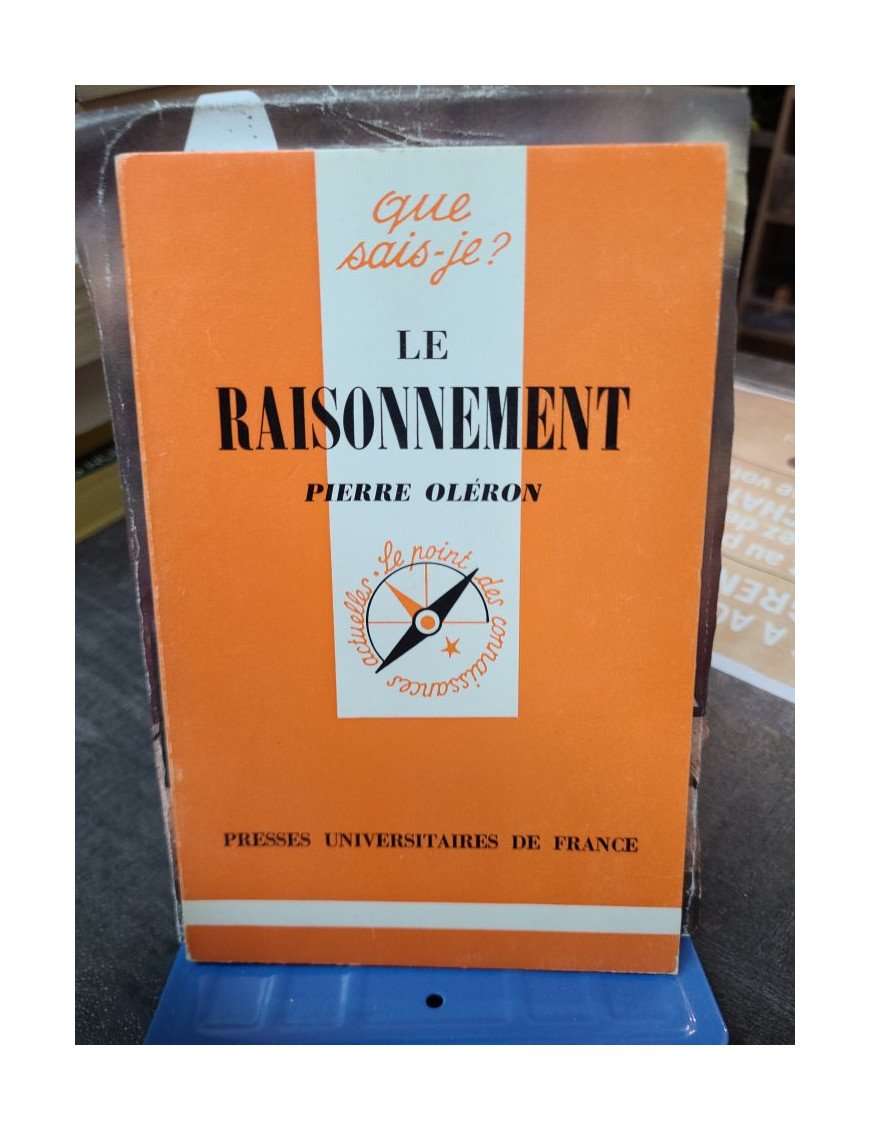 que
sais-je?
LE
RAISONNEMENT
PIERRE OLÉRON
Le point des connaissances actuelles.
PRESSES UNIVERSITAIRES DE FRANCE